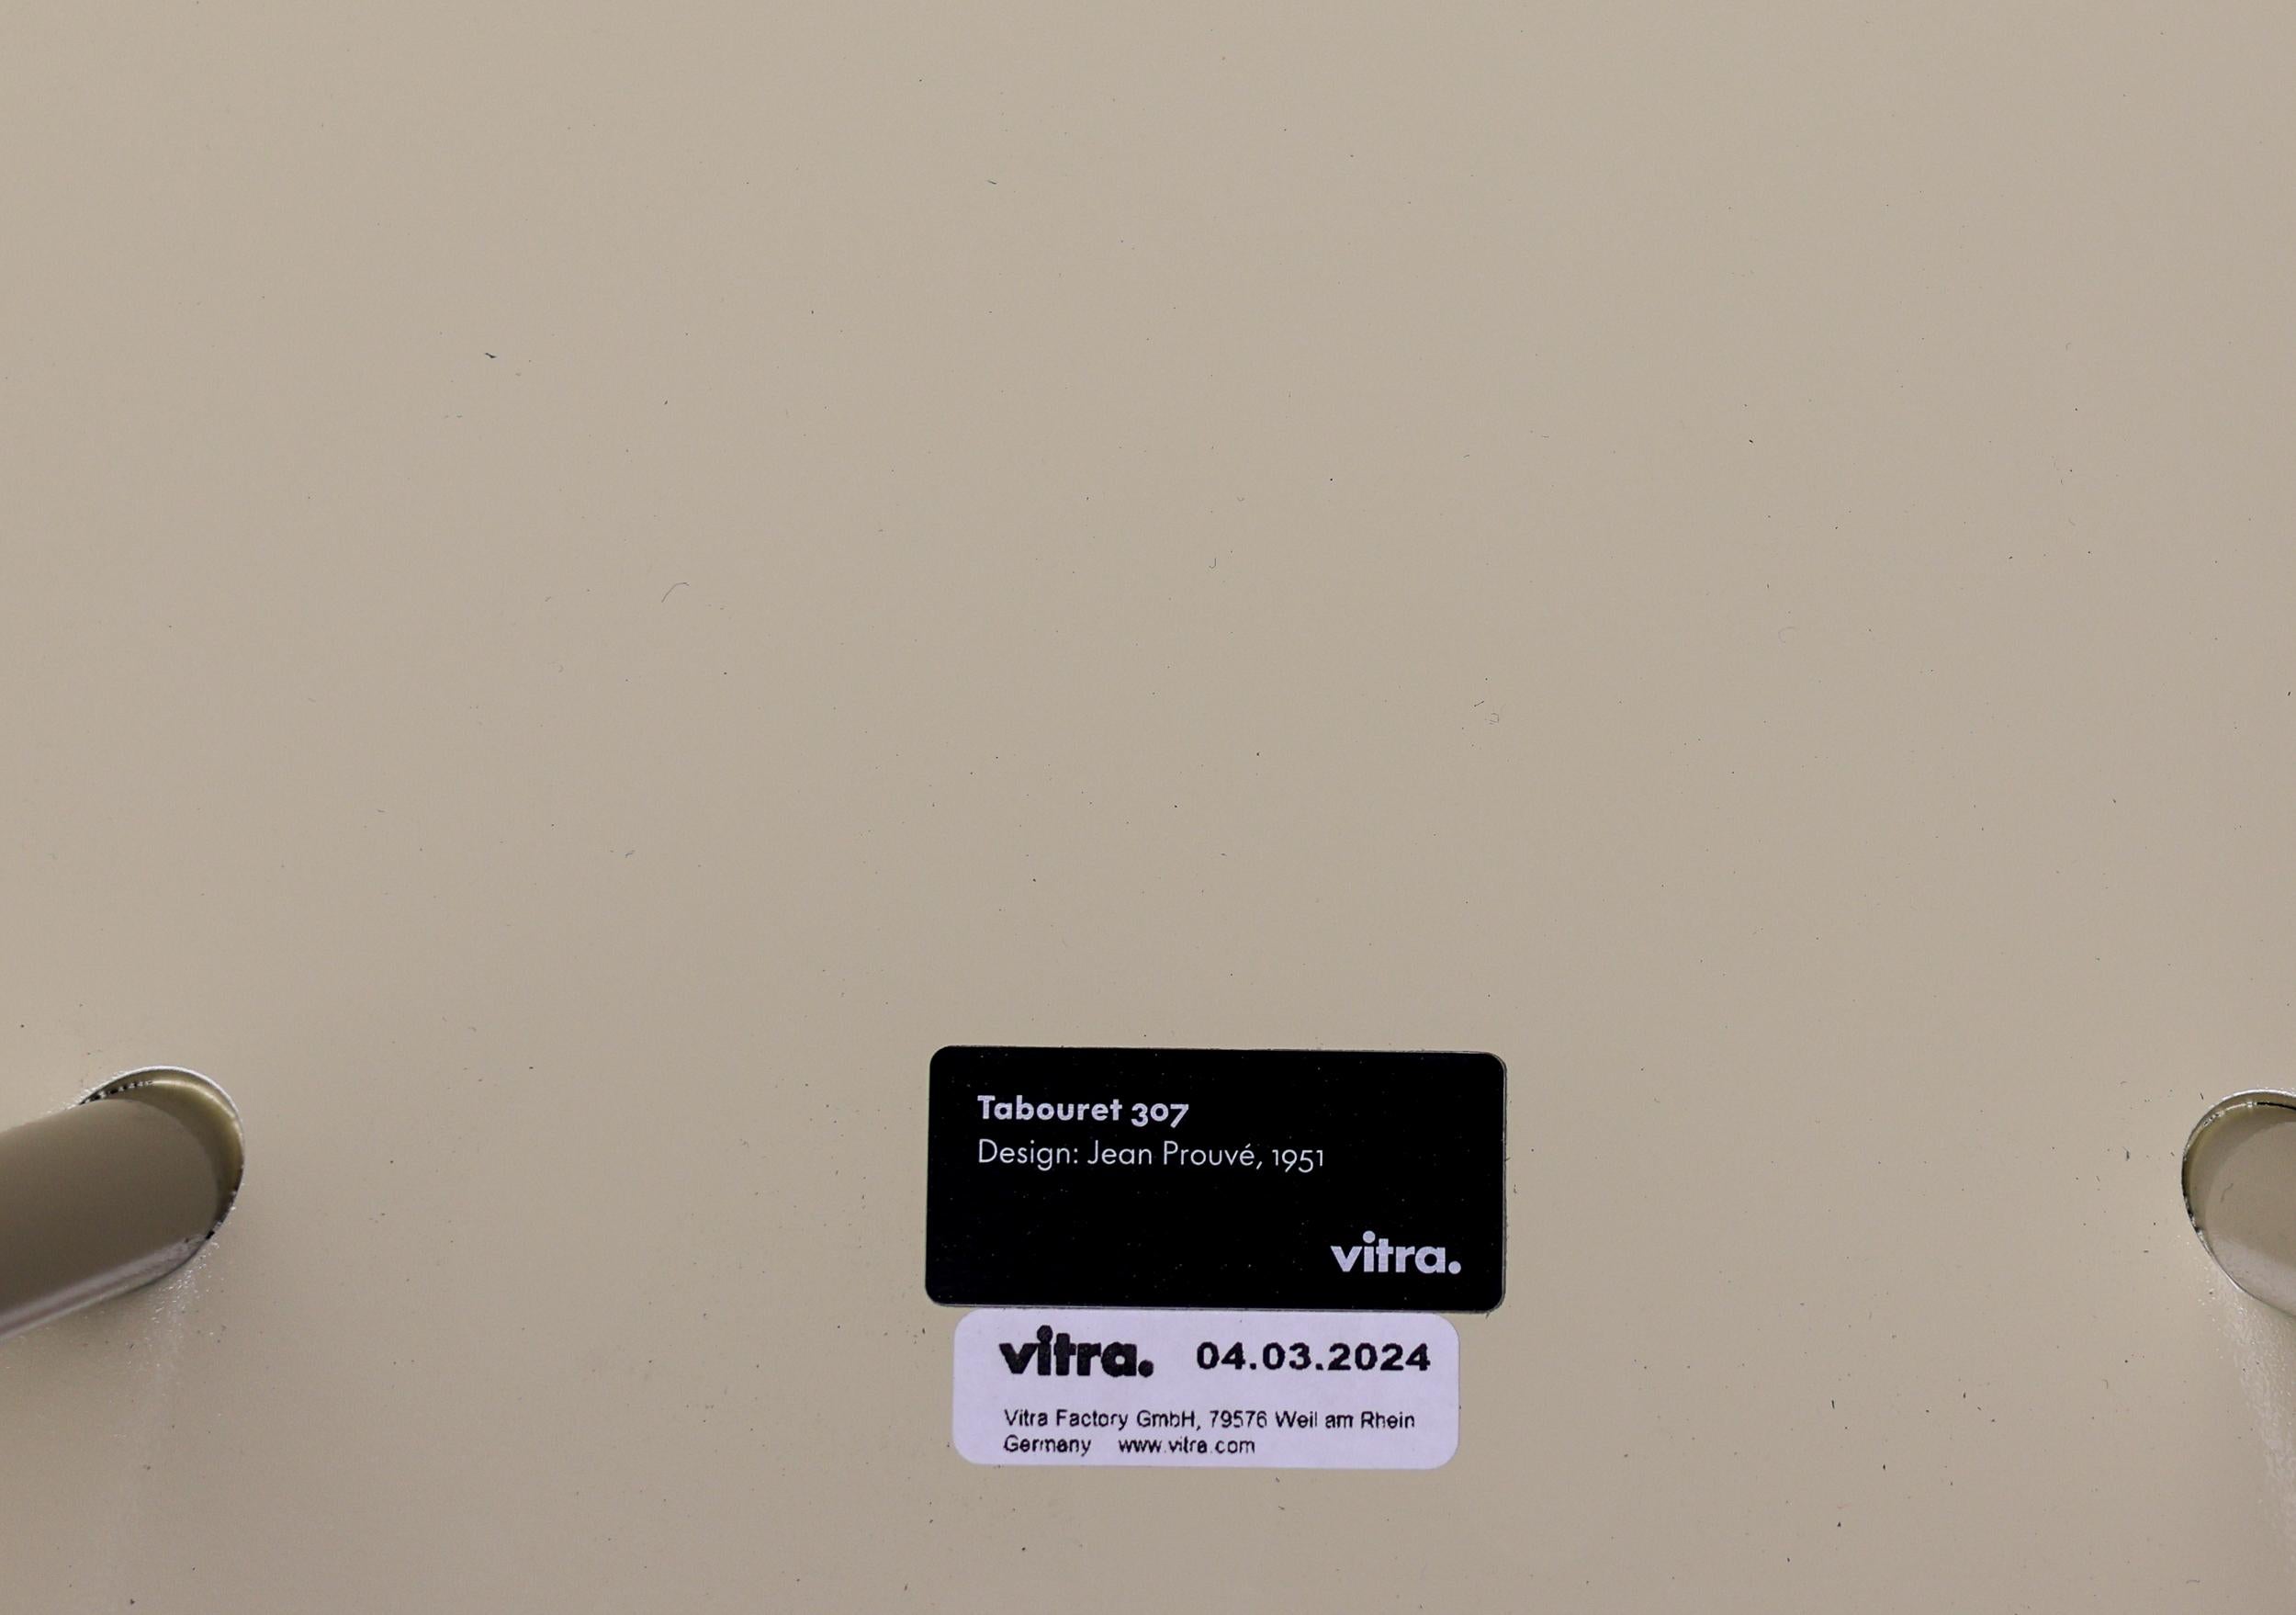 Tabouret 307
Design: Jean Prouvé, 1951
vitra.
vitra. 04.03.2024
Vitra Factory GmbH, 79576 Weil am Rhein
Germany www.vitra.com